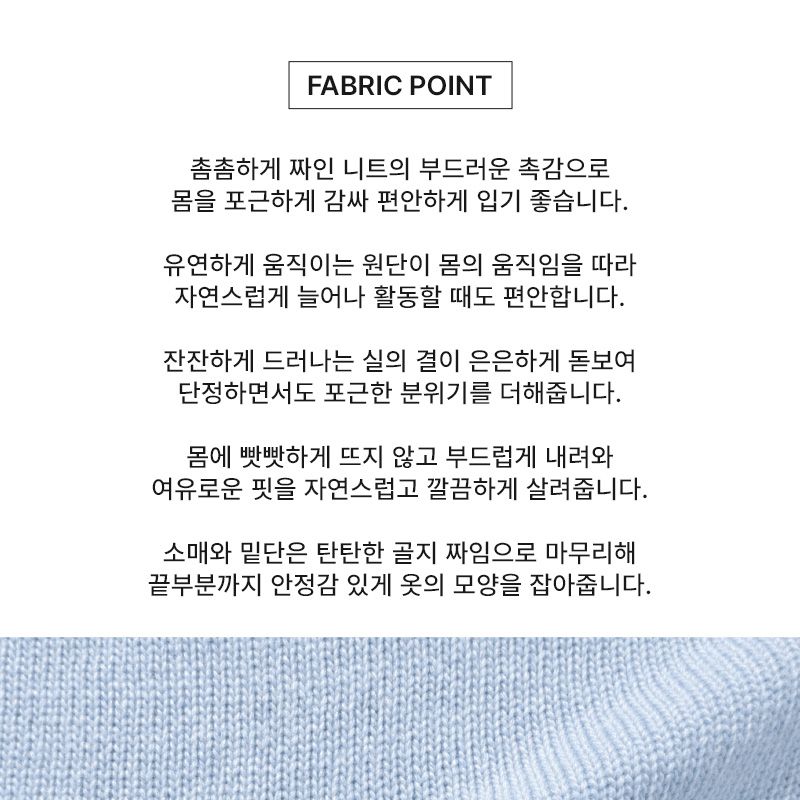 FABRIC POINT
촘촘하게 짜인 니트의 부드러운 촉감으로
몸을 포근하게 감싸 편안하게 입기 좋습니다.
유연하게 움직이는 원단이 몸의 움직임을 따라
자연스럽게 늘어나 활동할 때도 편안합니다.
잔잔하게 드러나는 실의 결이 은은하게 돋보여
단정하면서도 포근한 분위기를 더해줍니다.
몸에 빳빳하게 뜨지 않고 부드럽게 내려와
여유로운 핏을 자연스럽고 깔끔하게 살려줍니다.
소매와 밑단은 탄탄한 골지 짜임으로 마무리해
끝부분까지 안정감 있게 옷의 모양을 잡아줍니다.